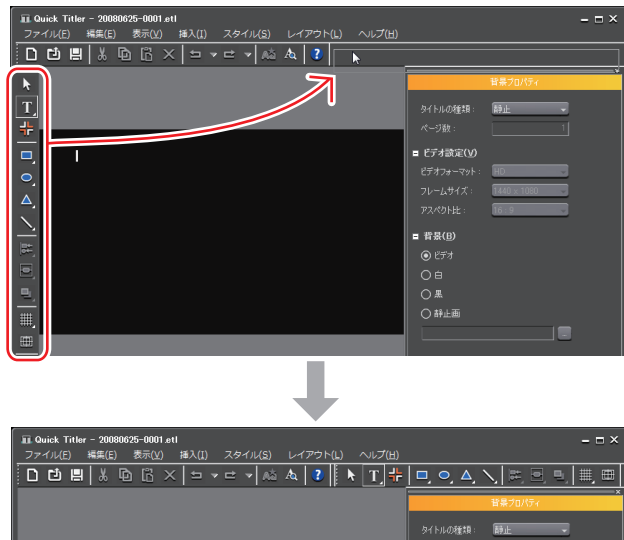 Quick Titler - 20080625-0001.etl
ファイル(F) 編集(E) 表示(V) 挿入(I) スタイル(S) レイアウト(L) ヘルプ(H)
背景プロパティ
タイトルの種類: 静止
ページ数: 1
ビデオ設定(V)
ビデオフォーマット: HD
フレームサイズ: 1440 x 1080
アスペクト比: 16:9
背景(B)
ビデオ
白
黒
静止画
...
Quick Titler - 20080625-0001.etl
ファイル(F) 編集(E) 表示(V) 挿入(I) スタイル(S) レイアウト(L) ヘルプ(H)
背景プロパティ
タイトルの種類: 静止